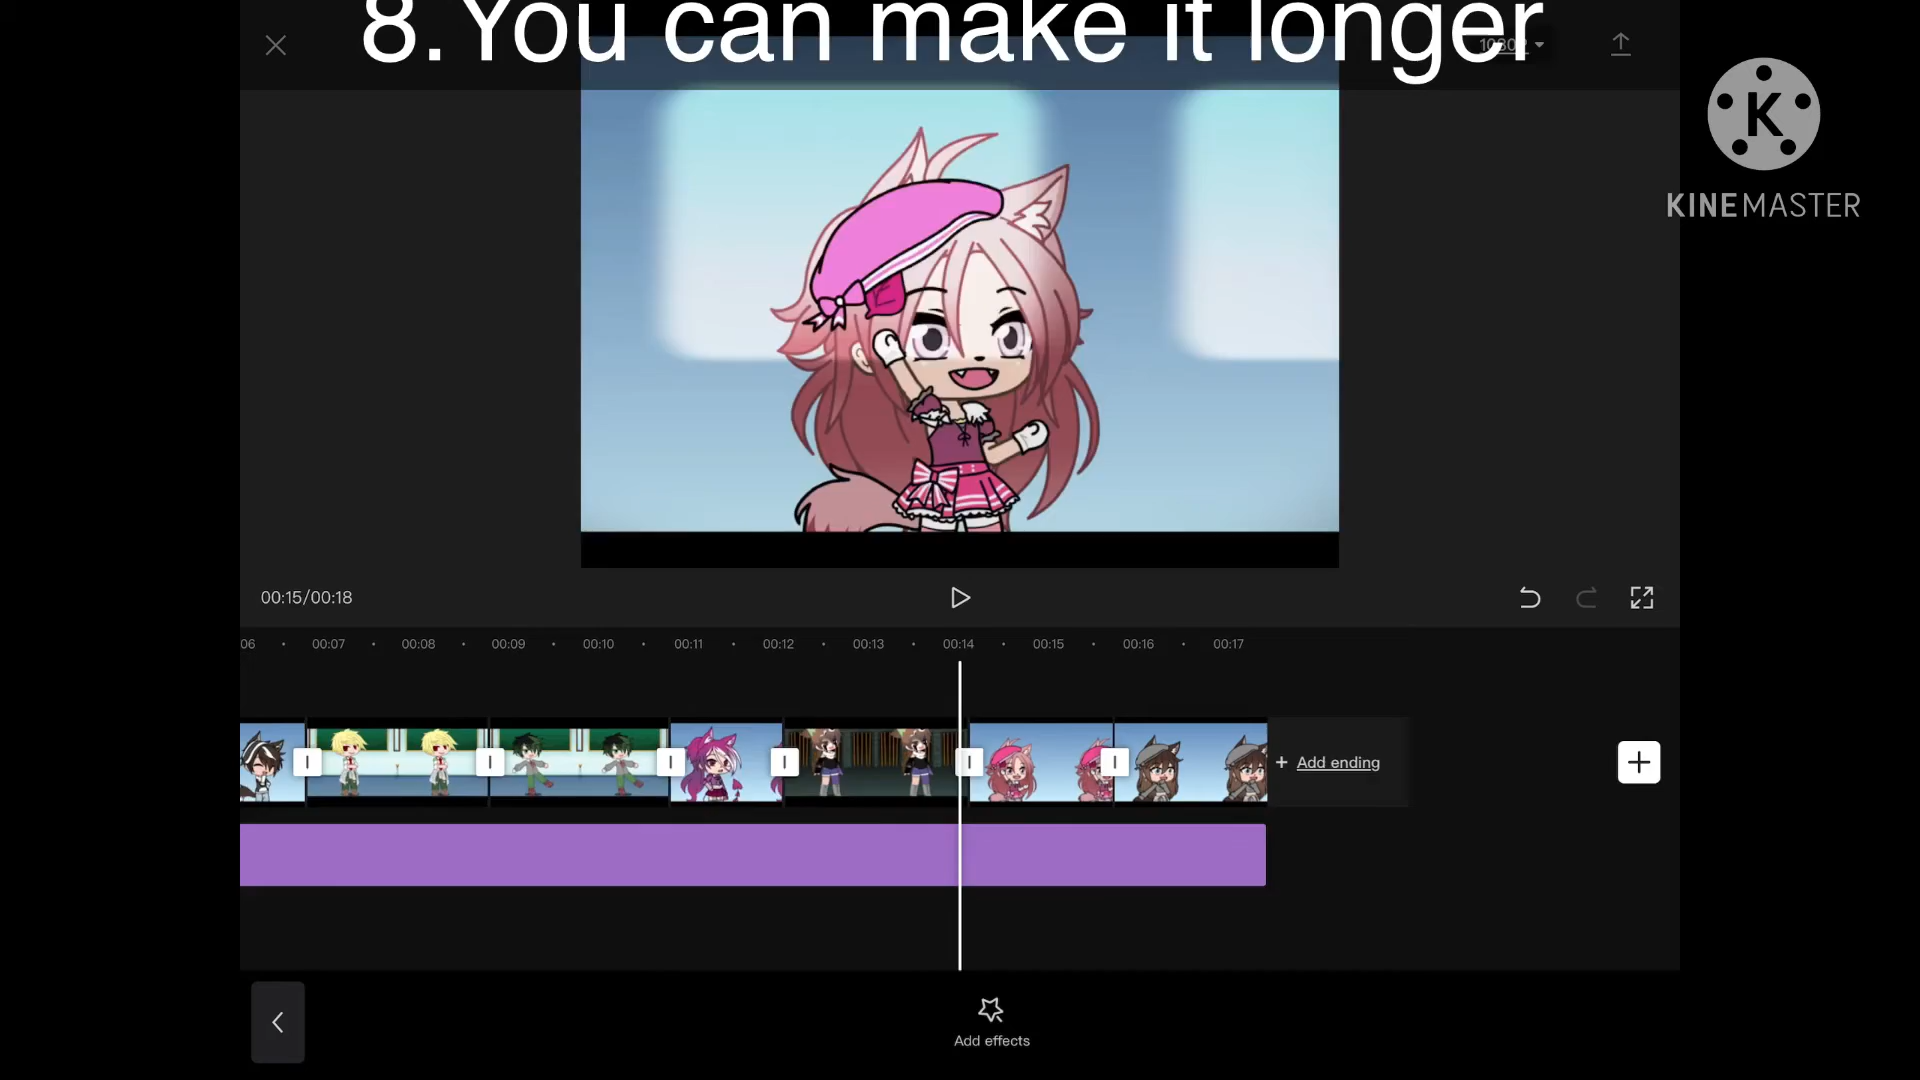 8.You can make it longer
1080P
K
KINEMASTER
00:15/00:18
06 00:07 00:08 00:09 00:10 00:11 00:12 00:13 00:14 00:15 00:16 00:17
+ Add ending
Add effects